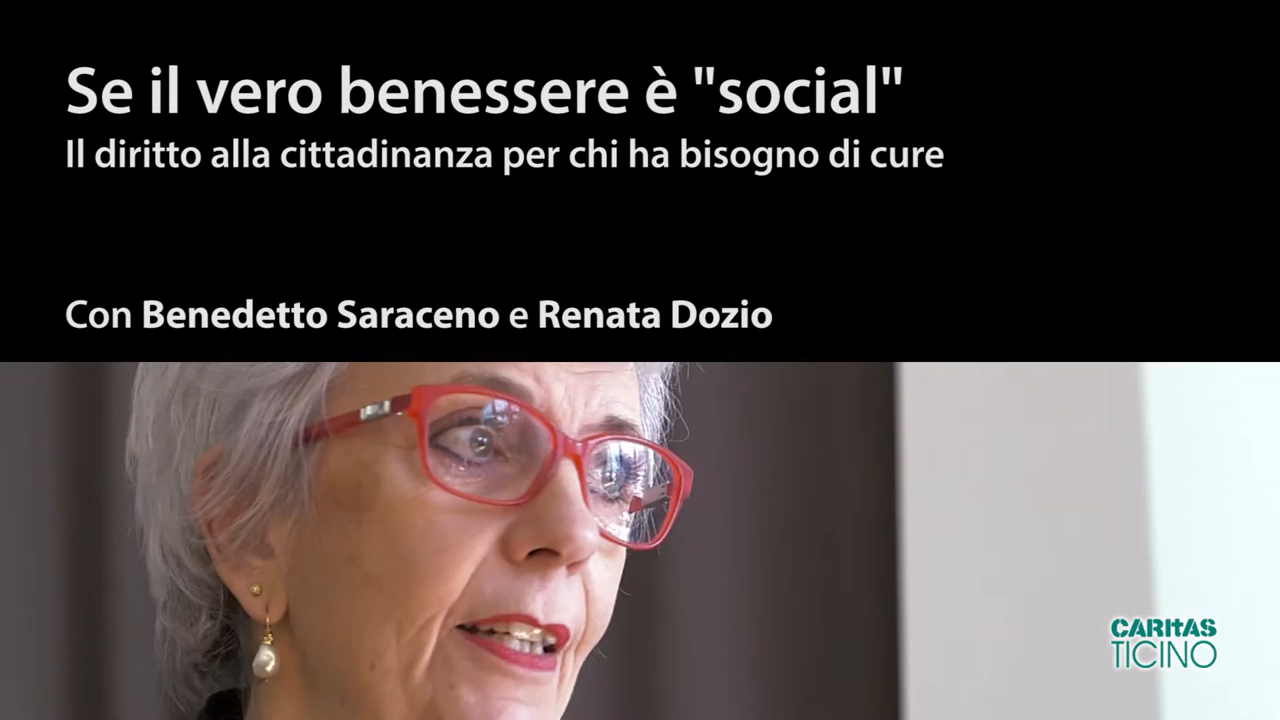 Se il vero benessere è "social"
Il diritto alla cittadinanza per chi ha bisogno di cure
Con Benedetto Saraceno e Renata Dozio
CARITAS
TICINO